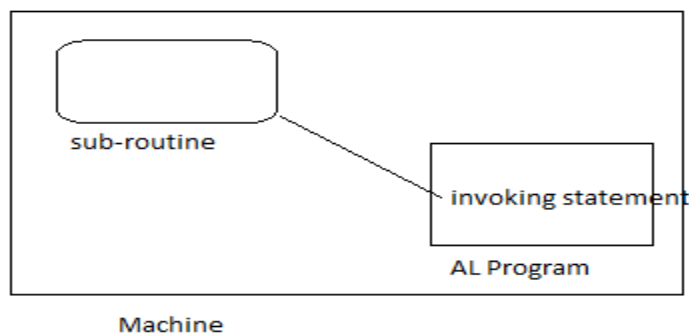 sub-routine
invoking statement
AL Program
Machine